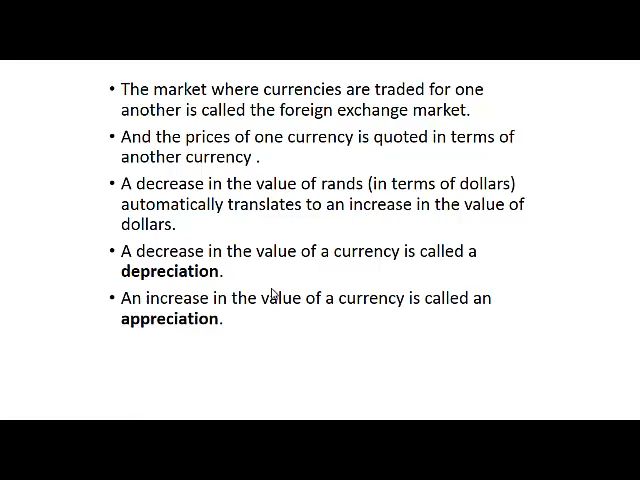 • The market where currencies are traded for one
another is called the foreign exchange market.
• And the prices of one currency is quoted in terms of
another currency .
• A decrease in the value of rands (in terms of dollars)
automatically translates to an increase in the value of
dollars.
• A decrease in the value of a currency is called a
depreciation.
• An increase in the value of a currency is called an
appreciation.